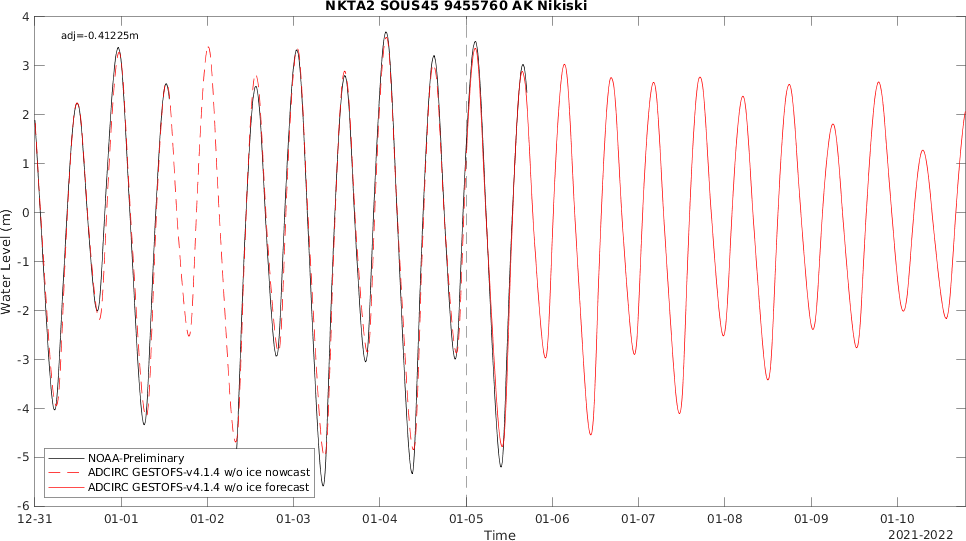 NKTA2 SOUS45 9455760 AK Nikiski
adj=-0.41225m
4
3
2
1
0
-1
-2
-3
-4
-5
-6
Water Level (m)
NOAA-Preliminary
ADCIRC GESTOFS-v4.1.4 w/o ice nowcast
ADCIRC GESTOFS-v4.1.4 w/o ice forecast
12-31 01-01 01-02 01-03 01-04 01-05 01-06 01-07 01-08 01-09 01-10
Time
2021-2022